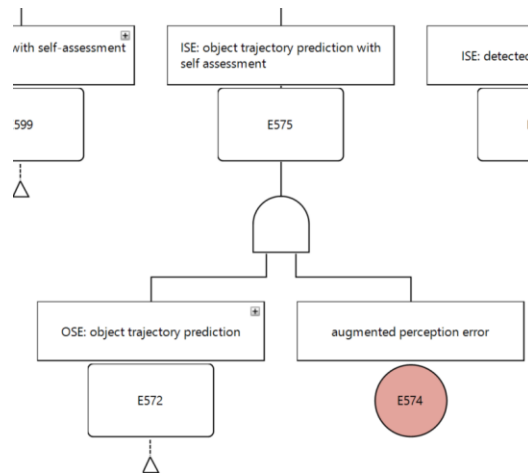 with self-assessment
ISE: object trajectory prediction with
self assessment
ISE: detected
599
E575
OSE: object trajectory prediction
augmented perception error
E572
E574